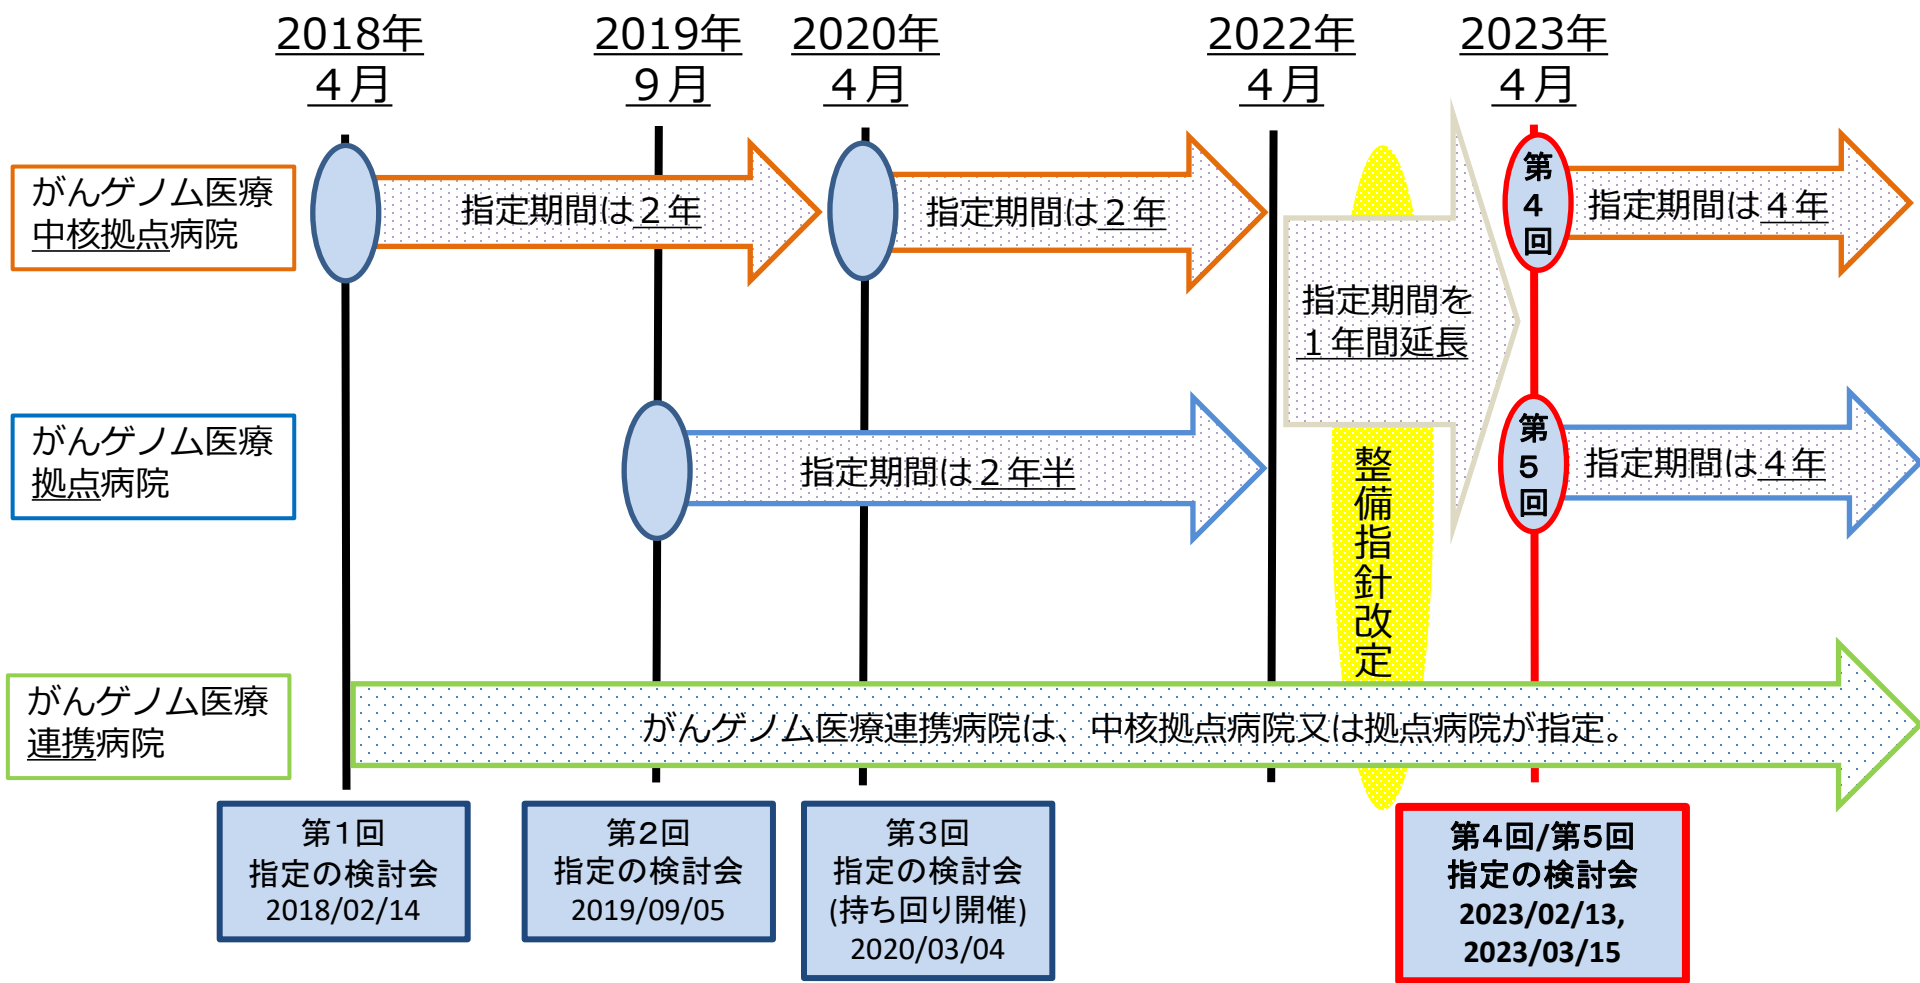 2018年
４月
2019年
９月
2020年
４月
2022年
４月
2023年
４月
がんゲノム医療
中核拠点病院
指定期間は２年
指定期間は２年
第
４
回
指定期間は４年
指定期間を
１年間延長
がんゲノム医療
拠点病院
指定期間は２年半
第
５
回
指定期間は４年
整備指針改定
がんゲノム医療
連携病院
がんゲノム医療連携病院は、中核拠点病院又は拠点病院が指定。
第１回
指定の検討会
2018/02/14
第２回
指定の検討会
2019/09/05
第３回
指定の検討会
(持ち回り開催)
2020/03/04
第４回/第５回
指定の検討会
2023/02/13,
2023/03/15